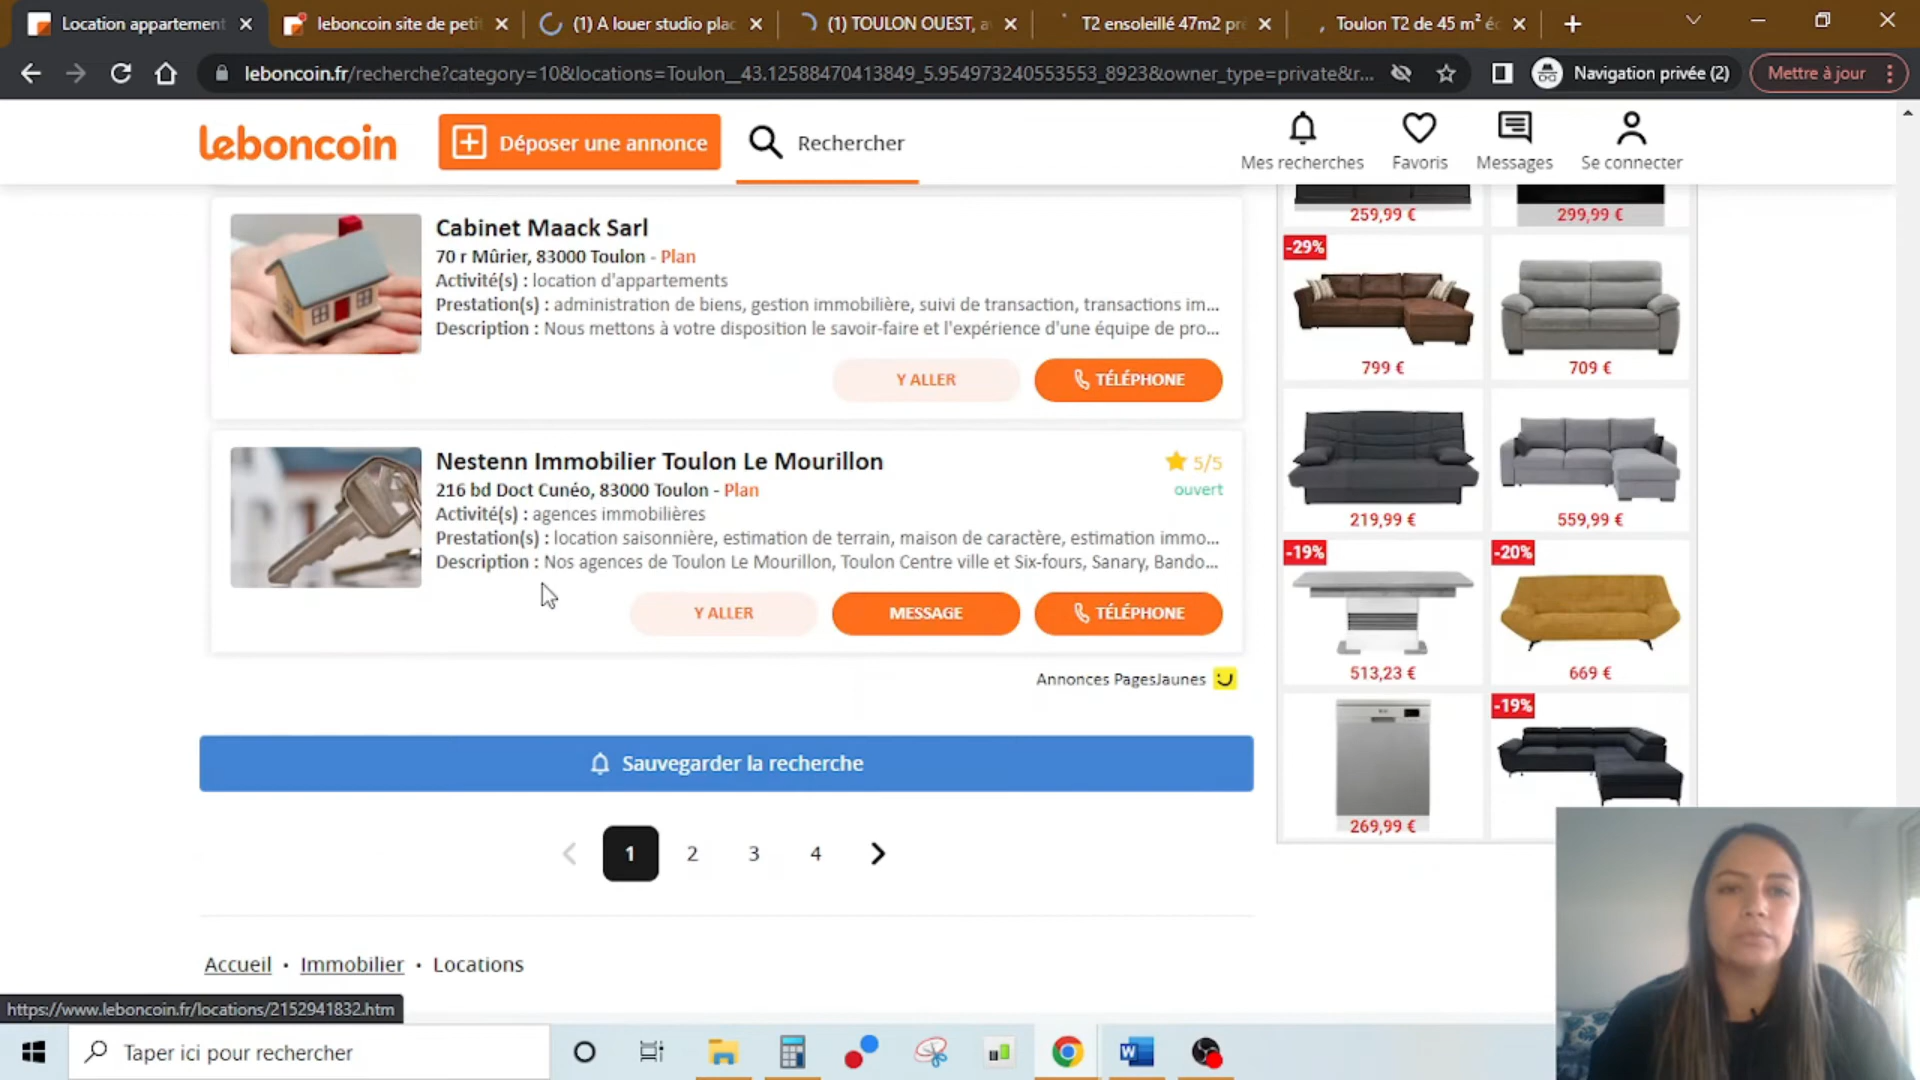 Location appartement
leboncoin site de peti
(1) A louer studio plac
(1) TOULON OUEST, a
T2 ensoleillé 47m2 pr
Toulon T2 de 45 m² é
leboncoin.fr/recherche?category=10&locations=Toulon__43.12588470413849_5.954973240553553_8923&owner_type=private&r...
Navigation privée (2)
Mettre à jour
leboncoin
Déposer une annonce
Rechercher
Mes recherches
Favoris
Messages
Se connecter
Cabinet Maack Sarl
70 r Mûrier, 83000 Toulon - Plan
Activité(s) : location d'appartements
Prestation(s) : administration de biens, gestion immobilière, suivi de transaction, transactions im...
Description : Nous mettons à votre disposition le savoir-faire et l'expérience d'une équipe de pro...
Y ALLER
TÉLÉPHONE
Nestenn Immobilier Toulon Le Mourillon
5/5
216 bd Doct Cunéo, 83000 Toulon - Plan
ouvert
Activité(s) : agences immobilières
Prestation(s) : location saisonnière, estimation de terrain, maison de caractère, estimation immo...
Description : Nos agences de Toulon Le Mourillon, Toulon Centre ville et Six-fours, Sanary, Bando...
Y ALLER
MESSAGE
TÉLÉPHONE
Annonces PagesJaunes
Sauvegarder la recherche
1
2
3
4
Accueil • Immobilier • Locations
259,99 €
299,99 €
-29%
799 €
709 €
219,99 €
559,99 €
-19%
-20%
513,23 €
669 €
-19%
269,99 €
https://www.leboncoin.fr/locations/2152941832.htm
Taper ici pour rechercher